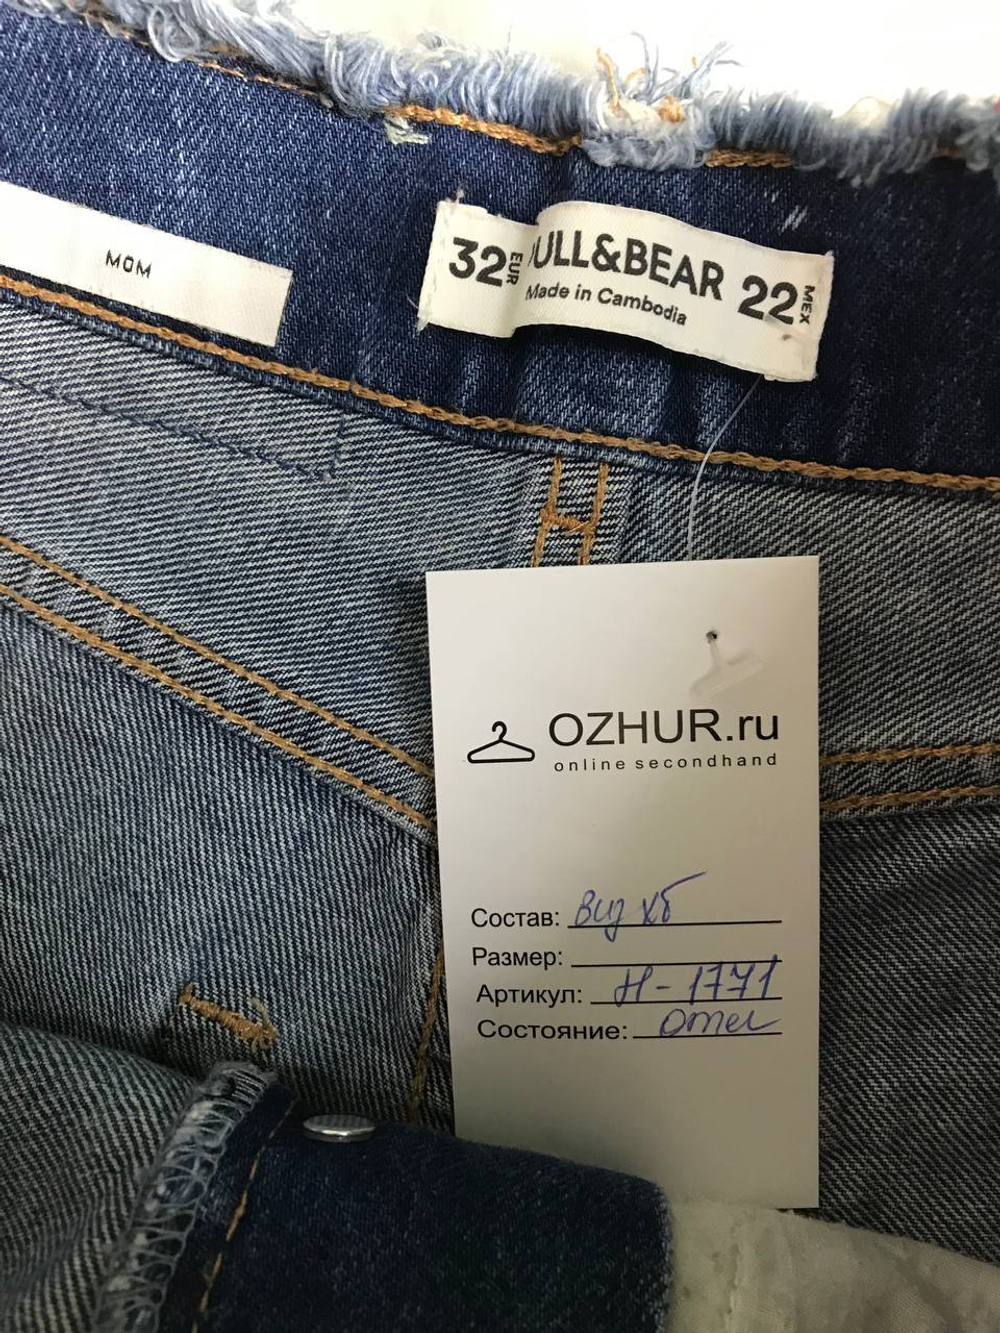 MOM
32 EUR
ULL&BEAR
Made in Cambodia
22 MEX
OZHUR.ru
online secondhand
Состав: хб
Размер:
Артикул: Н-1771
Состояние: отл